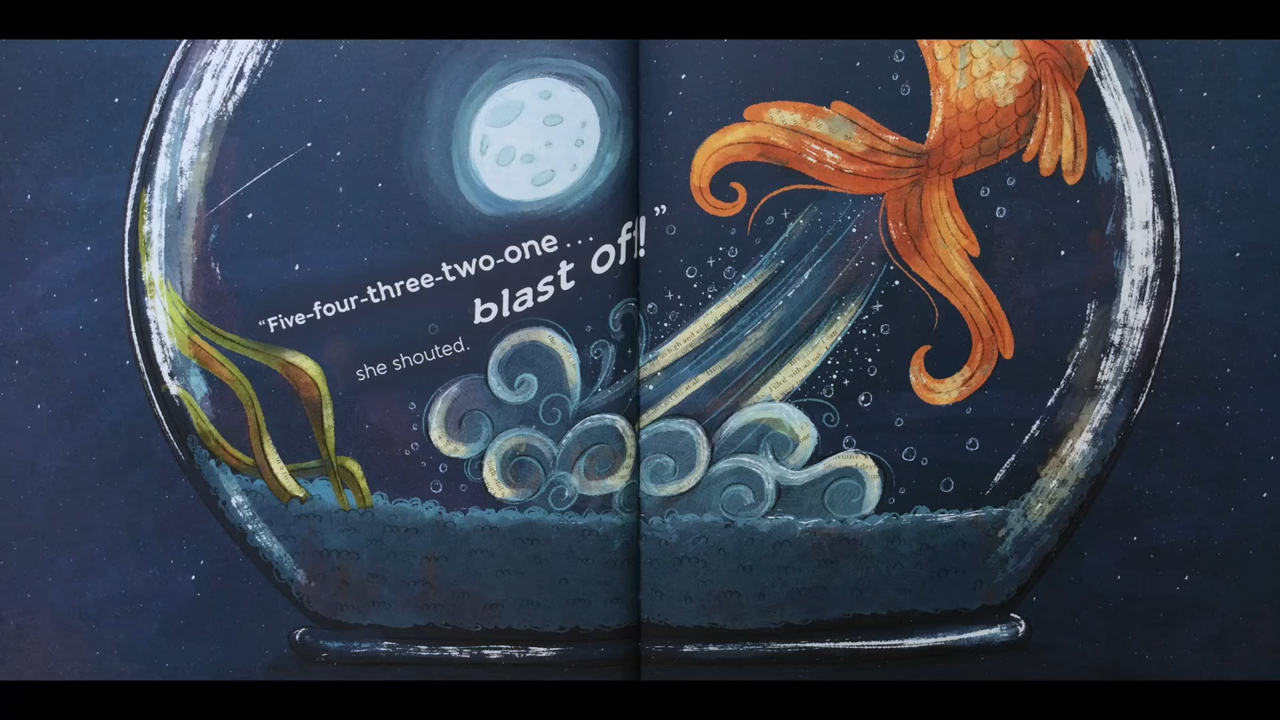 “Five-four-three-two-one...
blast off!”
she shouted.